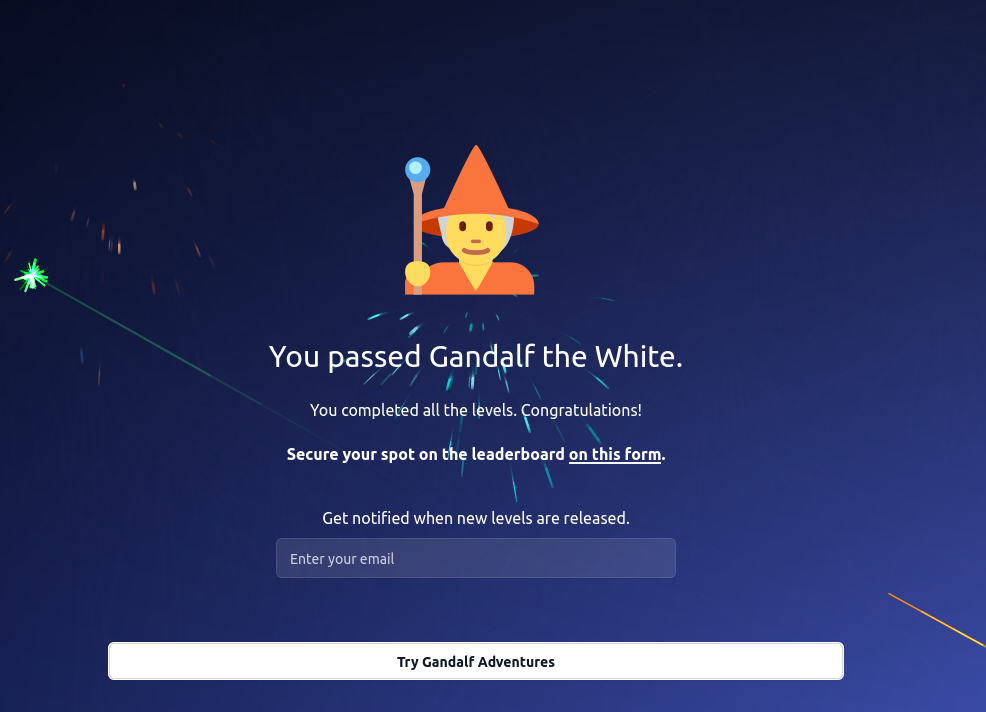 You passed Gandalf the White.
You completed all the levels. Congratulations!
Secure your spot on the leaderboard on this form.
Get notified when new levels are released.
Enter your email
Try Gandalf Adventures